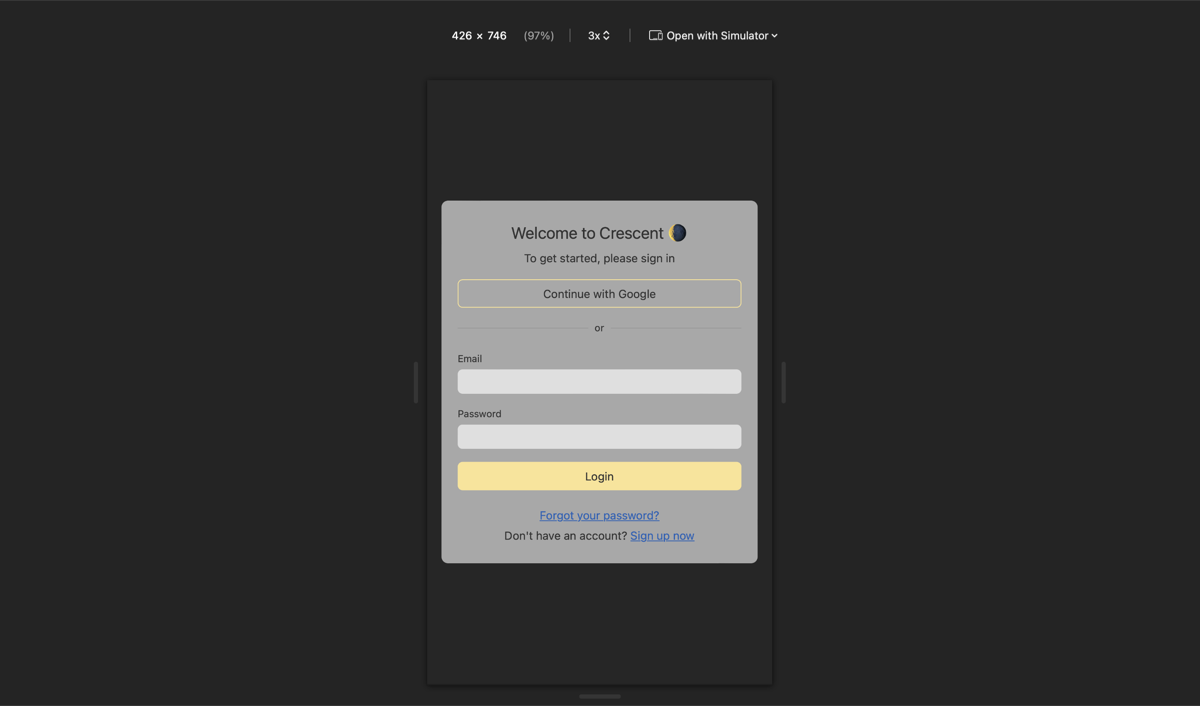 426 × 746 (97%) 3x Open with Simulator
Welcome to Crescent 🌘
To get started, please sign in
Continue with Google
or
Email
Password
Login
Forgot your password?
Don't have an account? Sign up now